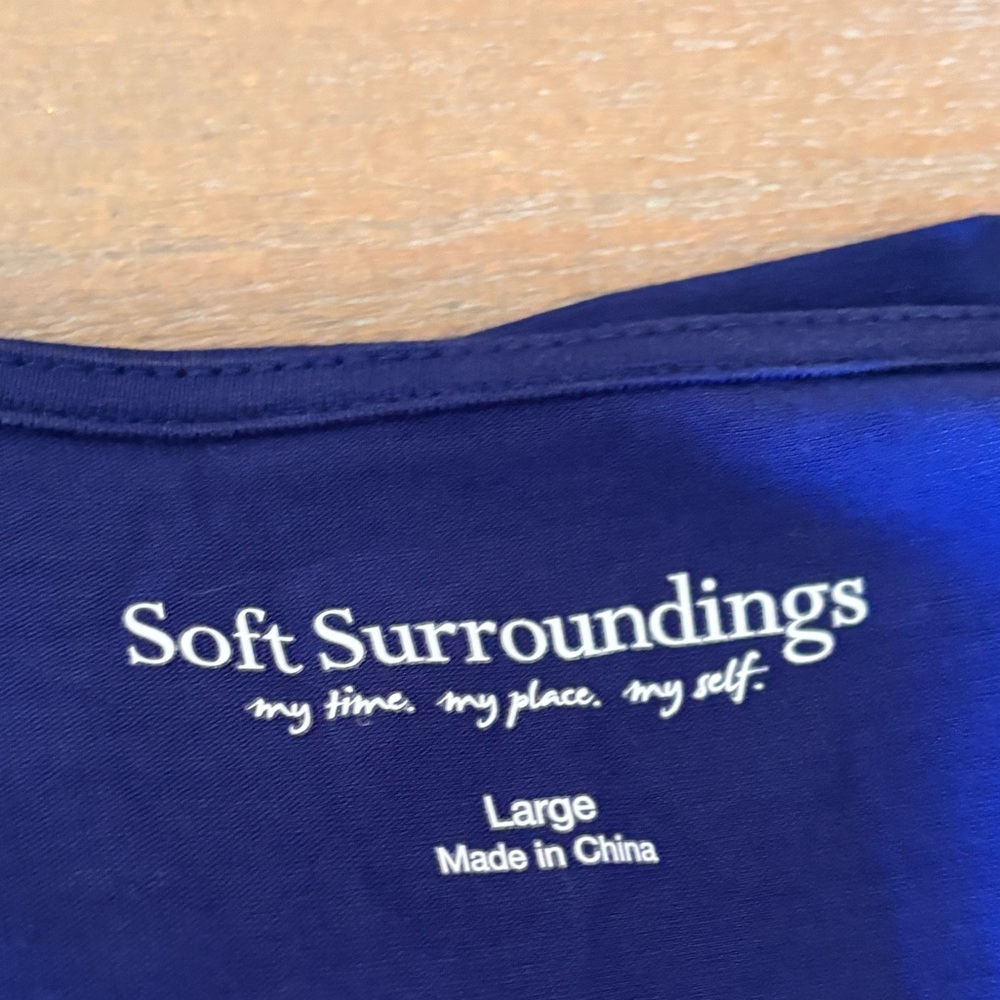 Soft Surroundings
my time. my place. my self.
Large
Made in China